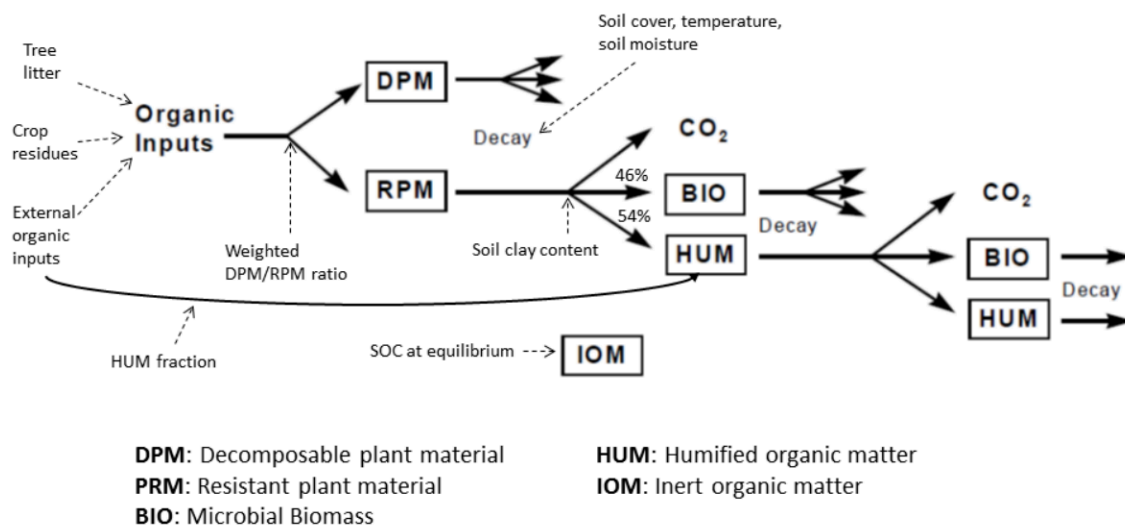 Tree
litter
Soil cover, temperature,
soil moisture
DPM
Organic
Inputs
Crop
residues
Decay
CO₂
RPM
46%
BIO
54%
HUM
Decay
CO₂
BIO
Decay
HUM
External
organic
inputs
Weighted
DPM/RPM ratio
Soil clay content
HUM fraction
SOC at equilibrium
IOM
DPM: Decomposable plant material
PRM: Resistant plant material
BIO: Microbial Biomass
HUM: Humified organic matter
IOM: Inert organic matter